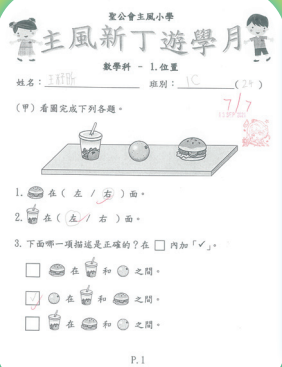 聖公會主風小學
主風新丁遊學月
數學科 - 1.位置
姓名： 班別： 1C (24)
7/7
(甲) 看圖完成下列各題。
1. 在 ( 左 / 右 ) 面。
2. 在 ( 左 / 右 ) 面。
3. 下面哪一項描述是正確的？在 □ 內加「✓」。
□ 在 和 之間。
□ ✓ 在 和 之間。
□ 在 和 之間。
P.1